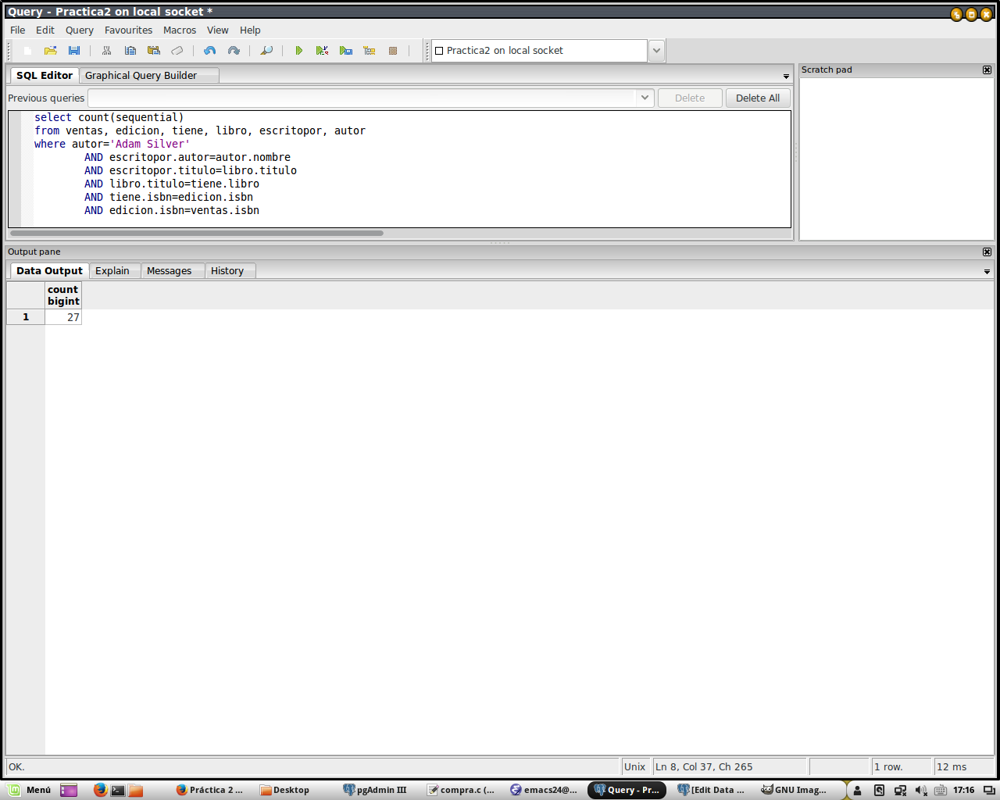 Query - Practica2 on local socket *
File Edit Query Favourites Macros View Help
Practica2 on local socket
SQL Editor Graphical Query Builder
Scratch pad
Previous queries Delete Delete All
select count(sequential)
from ventas, edicion, tiene, libro, escritopor, autor
where autor='Adam Silver'
AND escritopor.autor=autor.nombre
AND escritopor.titulo=libro.titulo
AND libro.titulo=tiene.libro
AND tiene.isbn=edicion.isbn
AND edicion.isbn=ventas.isbn
Output pane
Data Output Explain Messages History
count
bigint
1 27
OK. Unix Ln 8, Col 37, Ch 265 1 row. 12 ms
Menú Práctica 2 ... Desktop pgAdmin III compra.c (... emacs24@... Query - Pr... [Edit Data ... GNU Imag... 17:16